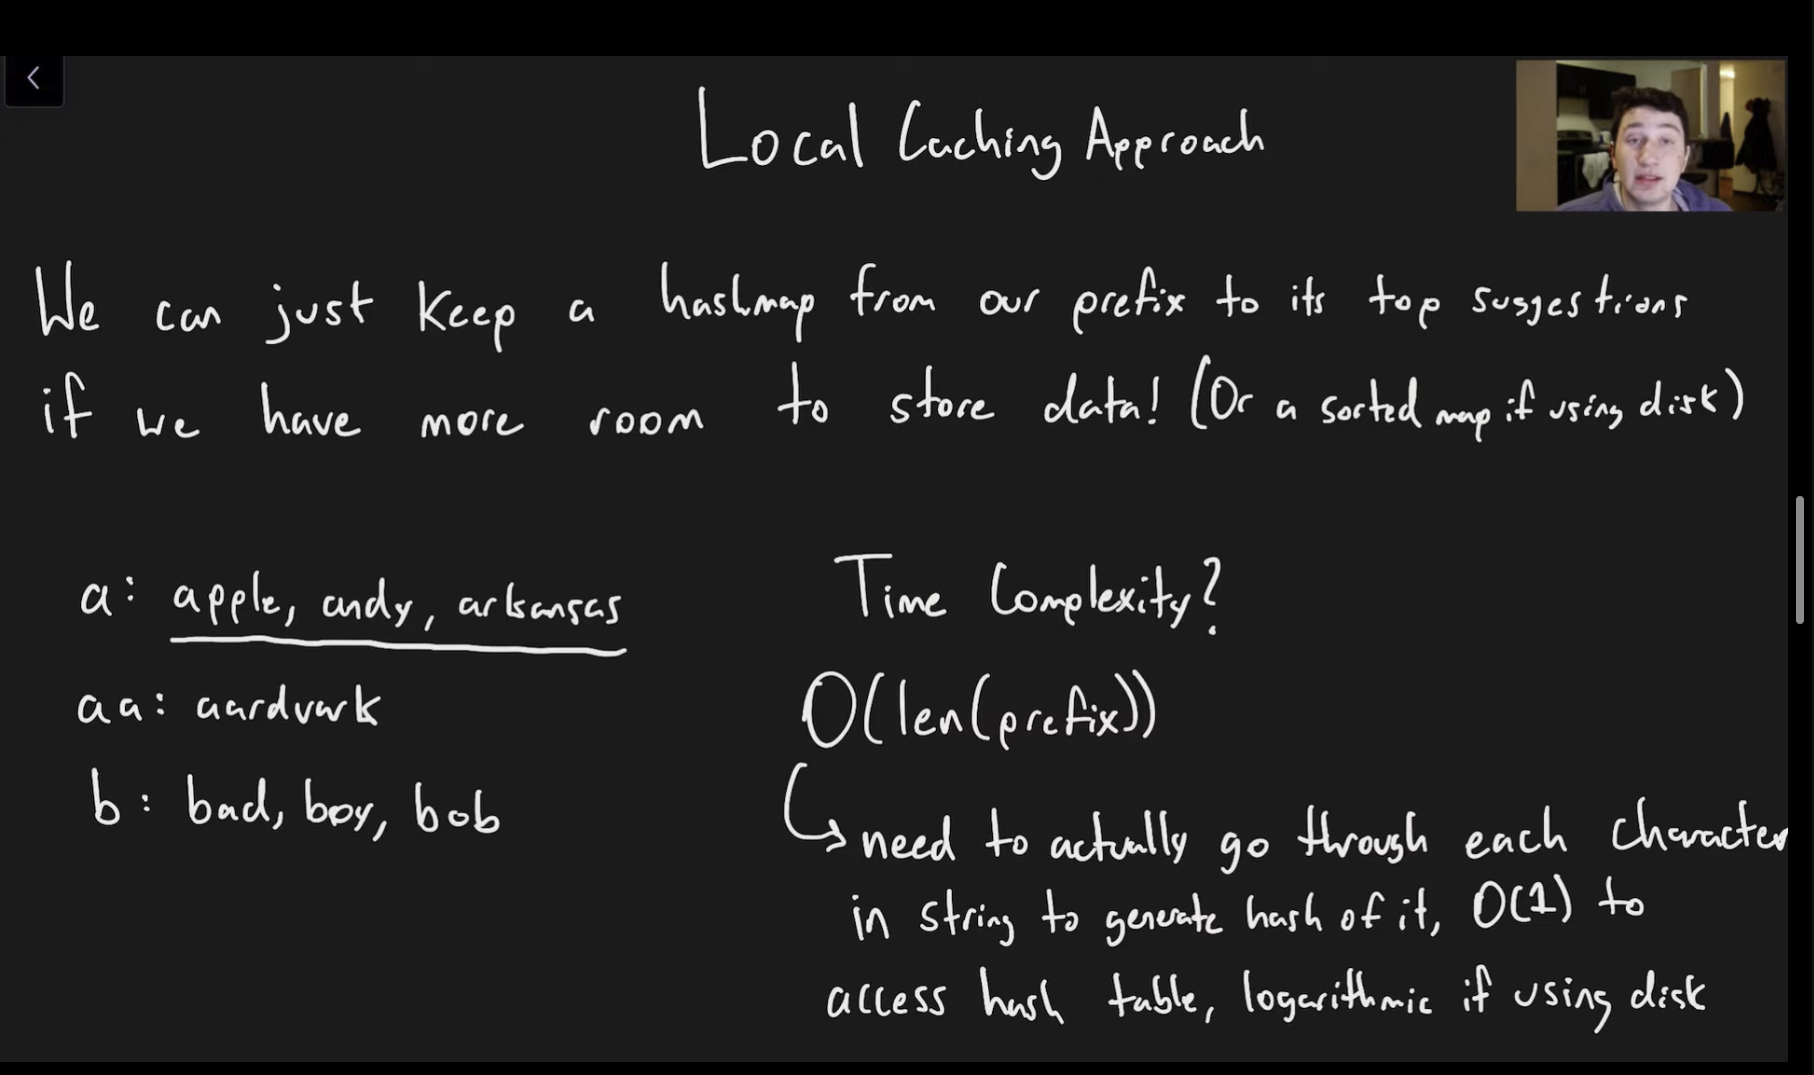 Local Caching Approach
We can just keep a hashmap from our prefix to its top suggestions
if we have more room to store data! (Or a sorted map if using disk)
a: apple, andy, arkansas
aa: aardvark
b: bad, boy, bob
Time Complexity?
O(len(prefix))
need to actually go through each character
in string to generate hash of it, O(1) to
access hash table, logarithmic if using disk